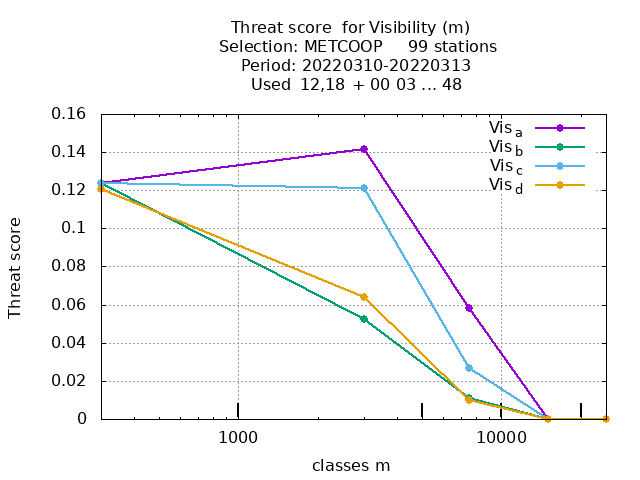 Threat score  for Visibility (m)
Selection: METCOOP     99 stations
Period: 20220310-20220313
Used  12,18  + 00 03 ... 48
Vis a
Vis b
Vis c
Vis d
0.16
0.14
0.12
0.1
0.08
0.06
0.04
0.02
0
Threat score
1000
10000
classes m